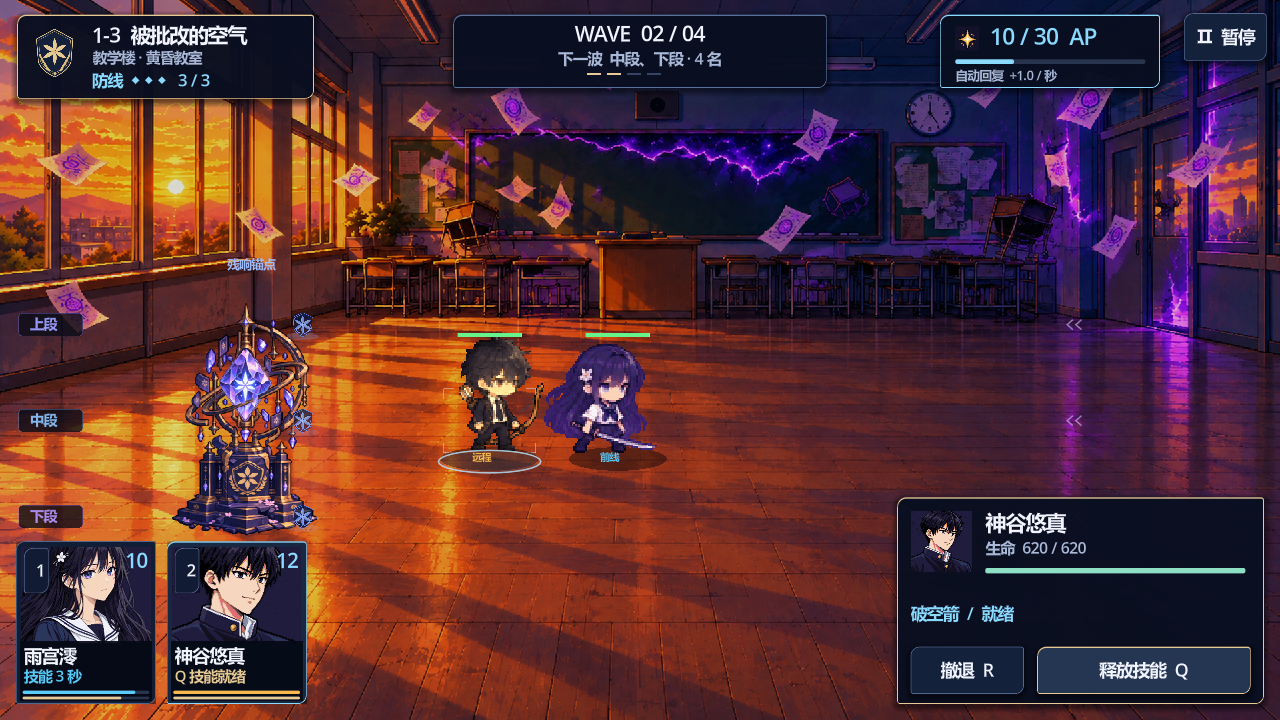 1-3 被批改的空气
教学楼 · 黄昏教室
防线 3 / 3
WAVE 02 / 04
下一波 中段、下段 · 4 名
10 / 30 AP
自动回复 +1.0 / 秒
暂停
残响锚点
上段
中段
下段
远程
前线
1
10
雨宫澪
技能 3 秒
2
12
神谷悠真
Q 技能就绪
神谷悠真
生命 620 / 620
破空箭 / 就绪
撤退 R
释放技能 Q